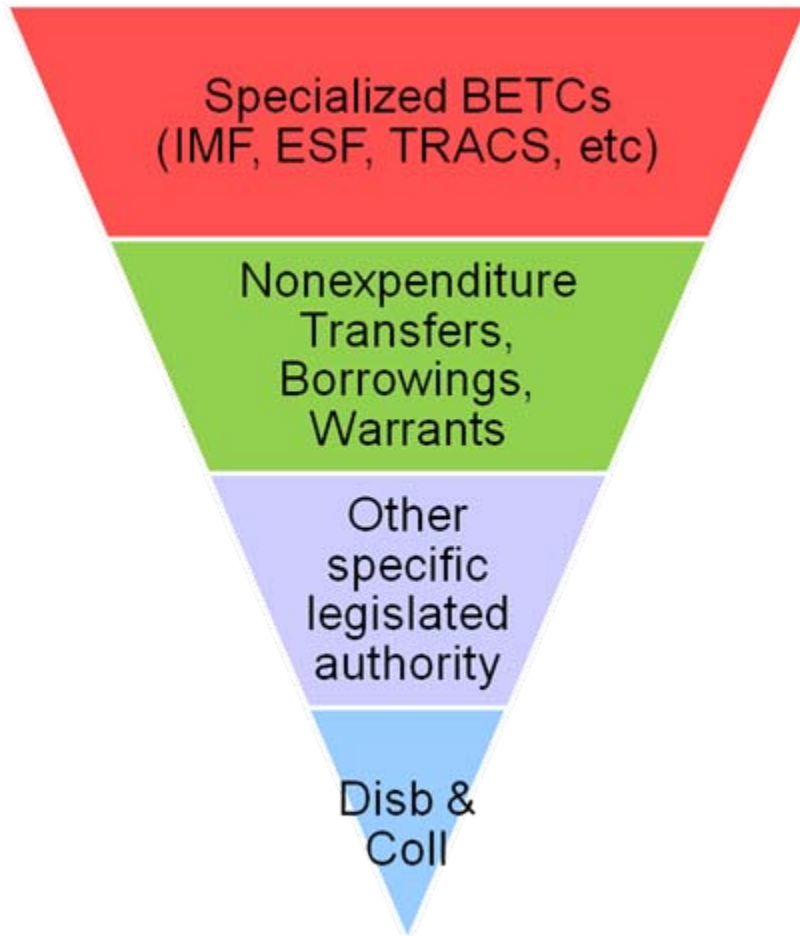 Specialized BETCs
(IMF, ESF, TRACS, etc)
Nonexpenditure
Transfers,
Borrowings,
Warrants
Other
specific
legislated
authority
Disb &
Coll